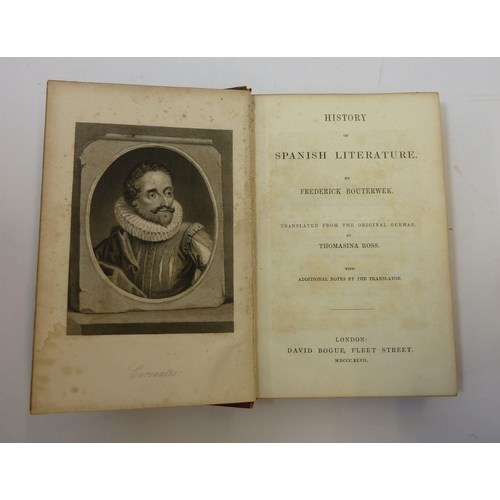 Cervantes
HISTORY
OF
SPANISH LITERATURE.
BY
FREDERICK BOUTERWEK.
TRANSLATED FROM THE ORIGINAL GERMAN,
BY
THOMASINA ROSS.
WITH
ADDITIONAL NOTES BY THE TRANSLATOR.
LONDON:
DAVID BOGUE, FLEET STREET.
MDCCCXLVII.